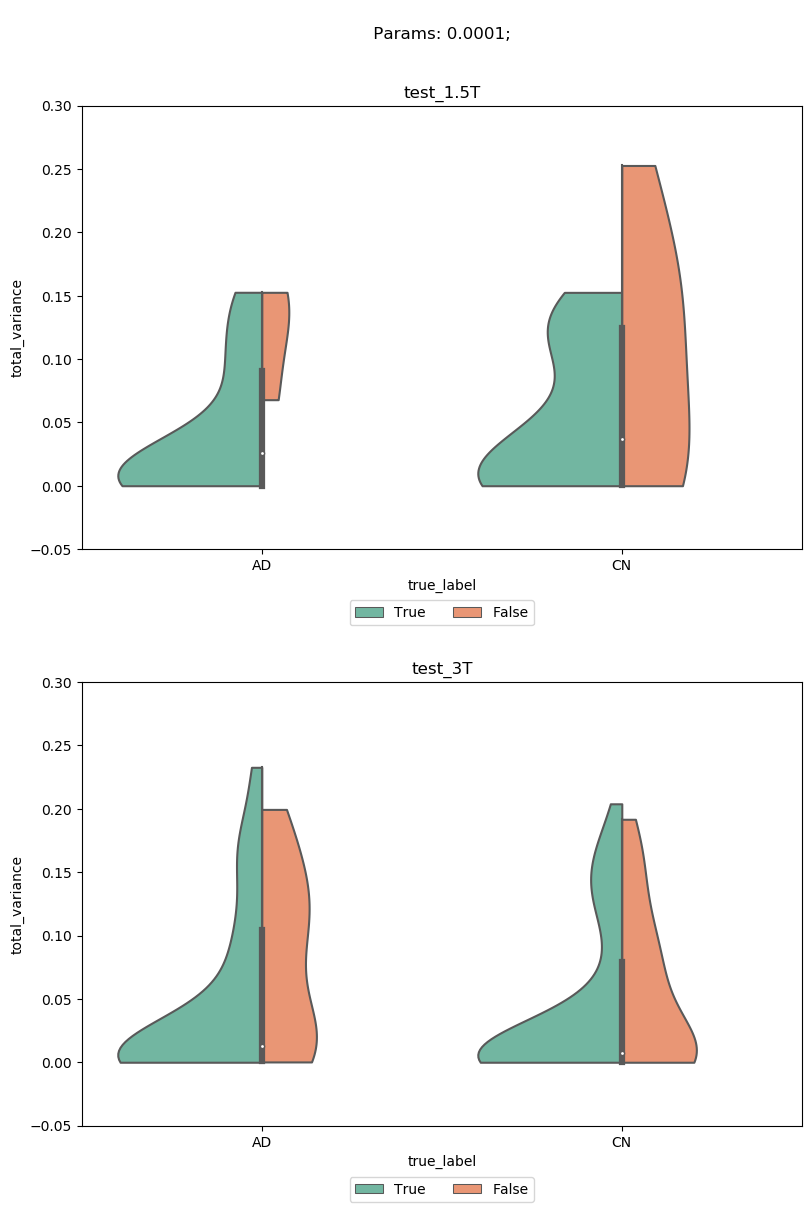 Params: 0.0001;
test_1.5T
0.30
0.25
0.20
0.15
0.10
0.05
0.00
−0.05
total_variance
AD CN
true_label
True False
test_3T
0.30
0.25
0.20
0.15
0.10
0.05
0.00
−0.05
total_variance
AD CN
true_label
True False